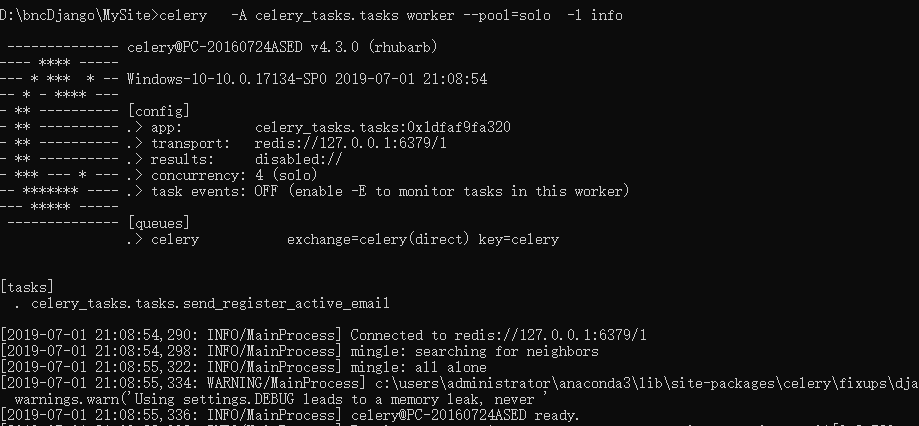 D:\bncDjango\MySite>celery   -A celery_tasks.tasks worker --pool=solo  -l info
 -------------- celery@PC-20160724ASED v4.3.0 (rhubarb)
---- **** -----
--- * ***  * -- Windows-10-10.0.17134-SP0 2019-07-01 21:08:54
-- * - **** ---
- ** ---------- [config]
- ** ---------- .> app:         celery_tasks.tasks:0x1dfaf9fa320
- ** ---------- .> transport:   redis://127.0.0.1:6379/1
- ** ---------- .> results:     disabled://
- *** --- * --- .> concurrency: 4 (solo)
-- ******* ---- .> task events: OFF (enable -E to monitor tasks in this worker)
--- ***** -----
 -------------- [queues]
                .> celery           exchange=celery(direct) key=celery
[tasks]
  . celery_tasks.tasks.send_register_active_email
[2019-07-01 21:08:54,290: INFO/MainProcess] Connected to redis://127.0.0.1:6379/1
[2019-07-01 21:08:54,298: INFO/MainProcess] mingle: searching for neighbors
[2019-07-01 21:08:55,322: INFO/MainProcess] mingle: all alone
[2019-07-01 21:08:55,334: WARNING/MainProcess] c:\users\administrator\anaconda3\lib\site-packages\celery\fixups\dja
  warnings.warn('Using settings.DEBUG leads to a memory leak, never '
[2019-07-01 21:08:55,336: INFO/MainProcess] celery@PC-20160724ASED ready.